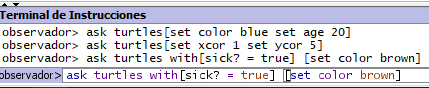 Terminal de Instrucciones
observador> ask turtles[set color blue set age 20]
observador> ask turtles[set xcor 1 set ycor 5]
observador> ask turtles with[sick? = true] [set color brown]
observador> ask turtles with[sick? = true] [set color brown]